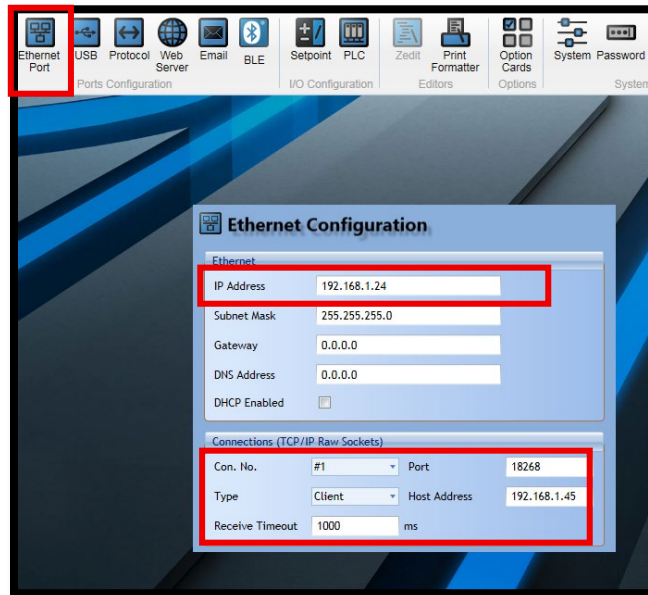 Ethernet Port
USB
Protocol
Web Server
Email
BLE
Setpoint
PLC
Zedit
Print Formatter
Option Cards
System
Password
Ports Configuration
I/O Configuration
Editors
Options
System
Ethernet Configuration
Ethernet
IP Address 192.168.1.24
Subnet Mask 255.255.255.0
Gateway 0.0.0.0
DNS Address 0.0.0.0
DHCP Enabled
Connections (TCP/IP Raw Sockets)
Con. No. #1 Port 18268
Type Client Host Address 192.168.1.45
Receive Timeout 1000 ms